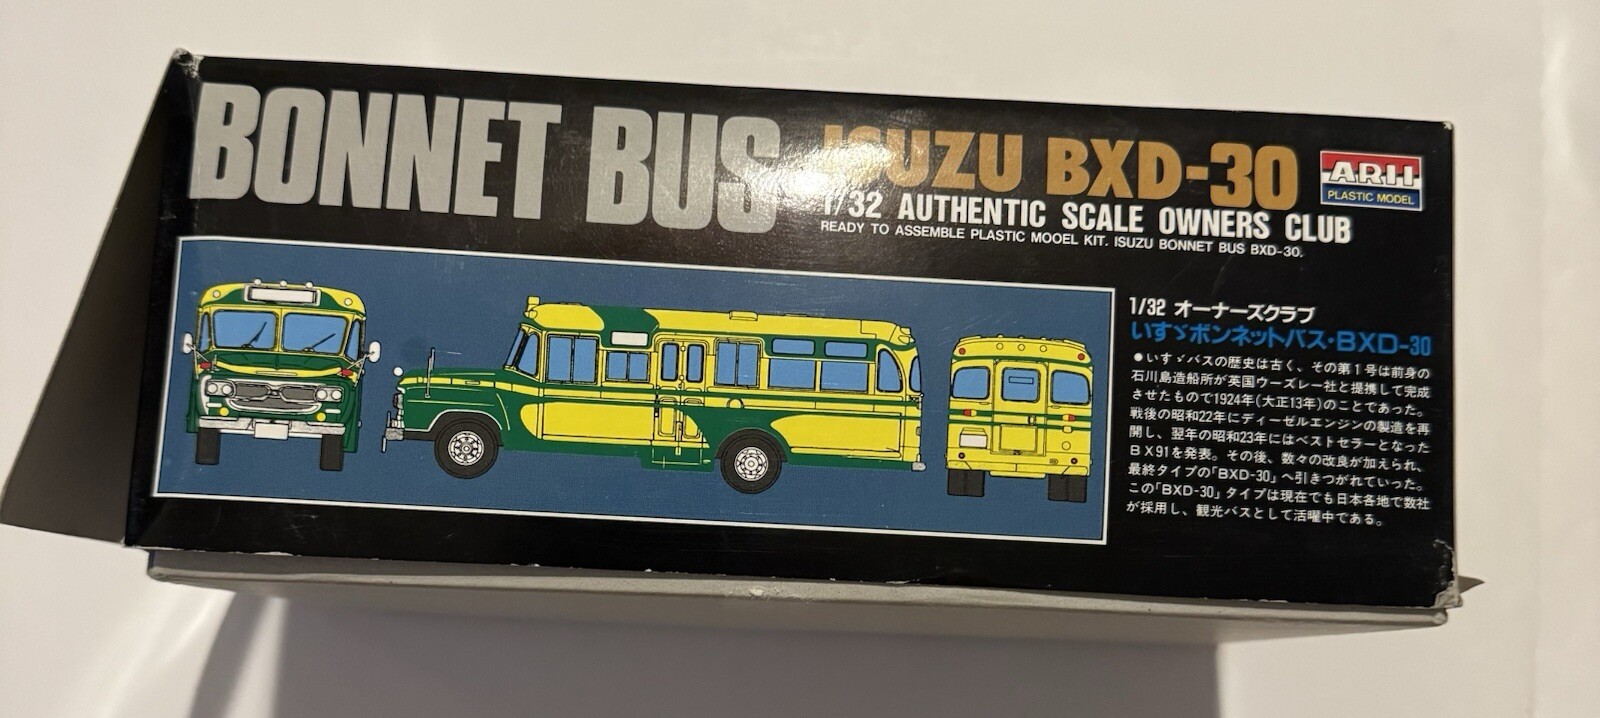 BONNET BUS
ISUZU BXD-30
ARII
PLASTIC MODEL
1/32 AUTHENTIC SCALE OWNERS CLUB
READY TO ASSEMBLE PLASTIC MODEL KIT. ISUZU BONNET BUS BXD-30.
1/32 オーナーズクラブ
いすゞボンネットバス・BXD-30
●いすゞバスの歴史は古く、その第1号は前身の
石川島造船所が英国ウーズレー社と提携して完成
させたもので1924年(大正13年)のことであった。
戦後の昭和22年にディーゼルエンジンの製造を再
開し、翌年の昭和23年にはベストセラーとなった
BX91を発表。その後、数々の改良が加えられ、
最終タイプの「BXD-30」へ引きつがれていった。
この「BXD-30」タイプは現在でも日本各地で数社
が採用し、観光バスとして活躍中である。